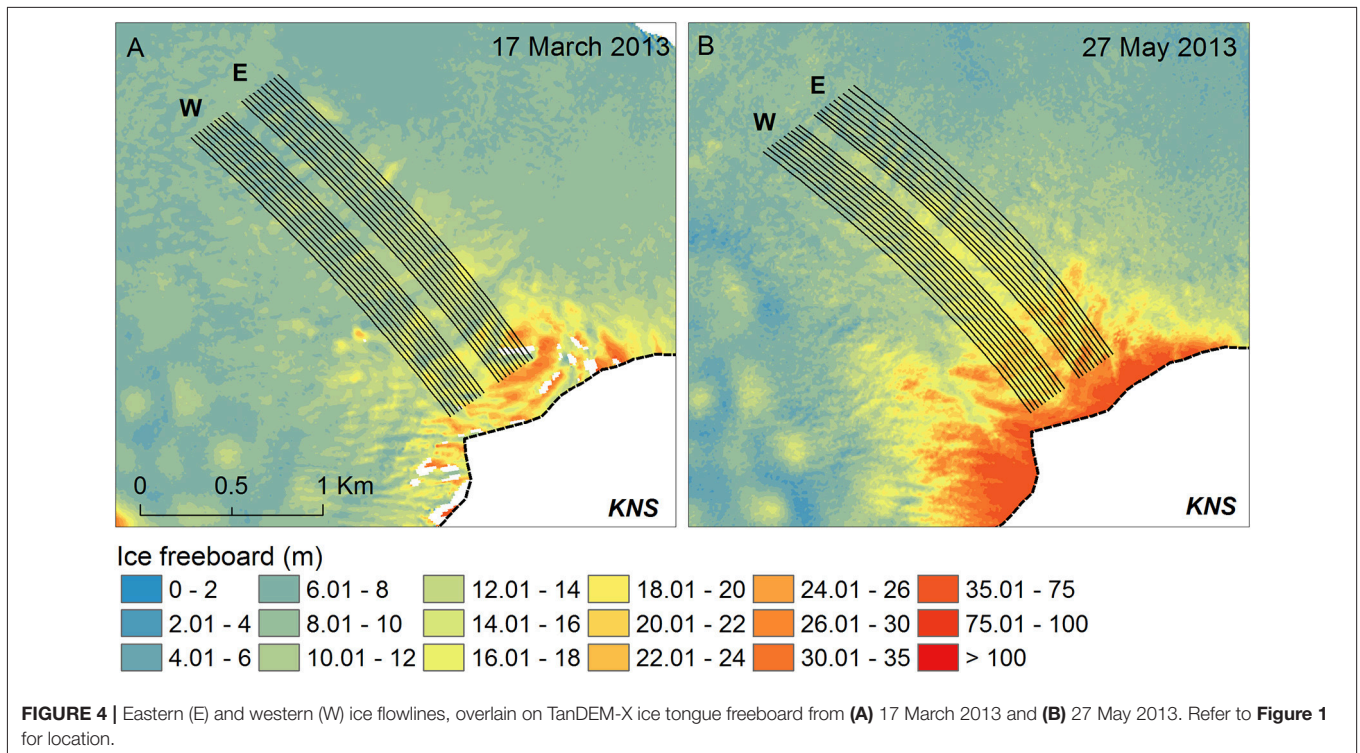 A
17 March 2013
E
W
0 0.5 1 Km
KNS
B
27 May 2013
E
W
KNS
Ice freeboard (m)
0 - 2 6.01 - 8 12.01 - 14 18.01 - 20 24.01 - 26 35.01 - 75
2.01 - 4 8.01 - 10 14.01 - 16 20.01 - 22 26.01 - 30 75.01 - 100
4.01 - 6 10.01 - 12 16.01 - 18 22.01 - 24 30.01 - 35 > 100
FIGURE 4 | Eastern (E) and western (W) ice flowlines, overlain on TanDEM-X ice tongue freeboard from (A) 17 March 2013 and (B) 27 May 2013. Refer to Figure 1
for location.